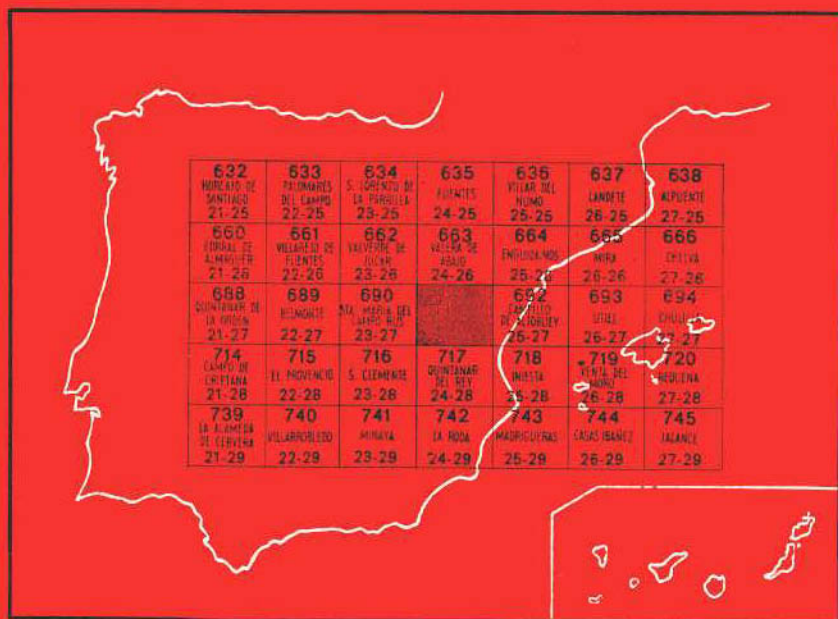 632 633 634 635 636 637 638
HORCAJO DE SANTIAGO PALOMARES DEL CAMPO S. LORENZO DE LA PARRILLA FUENTES VILLAR DEL HUMO LANDETE ALPUENTE
21-25 22-25 23-25 24-25 25-25 26-25 27-25
660 661 662 663 664 665 666
CORRAL DE ALMAGUER VILLAREJO DE FUENTES VALVERDE DE JUCAR VALERA DE ABAJO ENGUIDANOS MIRA CHELVA
21-26 22-26 23-26 24-26 25-26 26-26 27-26
688 689 690 692 693 694
QUINTANAR DE LA ORDEN BELMONTE STA. MARIA DEL CAMPO RUS CAMPILLO DE ALTOBUEY UTIEL CHULILLA
21-27 22-27 23-27 25-27 26-27 27-27
714 715 716 717 718 719 720
CAMPO DE CRIPTANA EL PROVENCIO S. CLEMENTE QUINTANAR DEL REY INIESTA VENTA DEL MORO REQUENA
21-28 22-28 23-28 24-28 25-28 26-28 27-28
739 740 741 742 743 744 745
LA ALAMEDA DE CERVERA VILLARROBLEDO MINAYA LA RODA MADRIGUERAS CASAS IBAÑEZ JALANCE
21-29 22-29 23-29 24-29 25-29 26-29 27-29